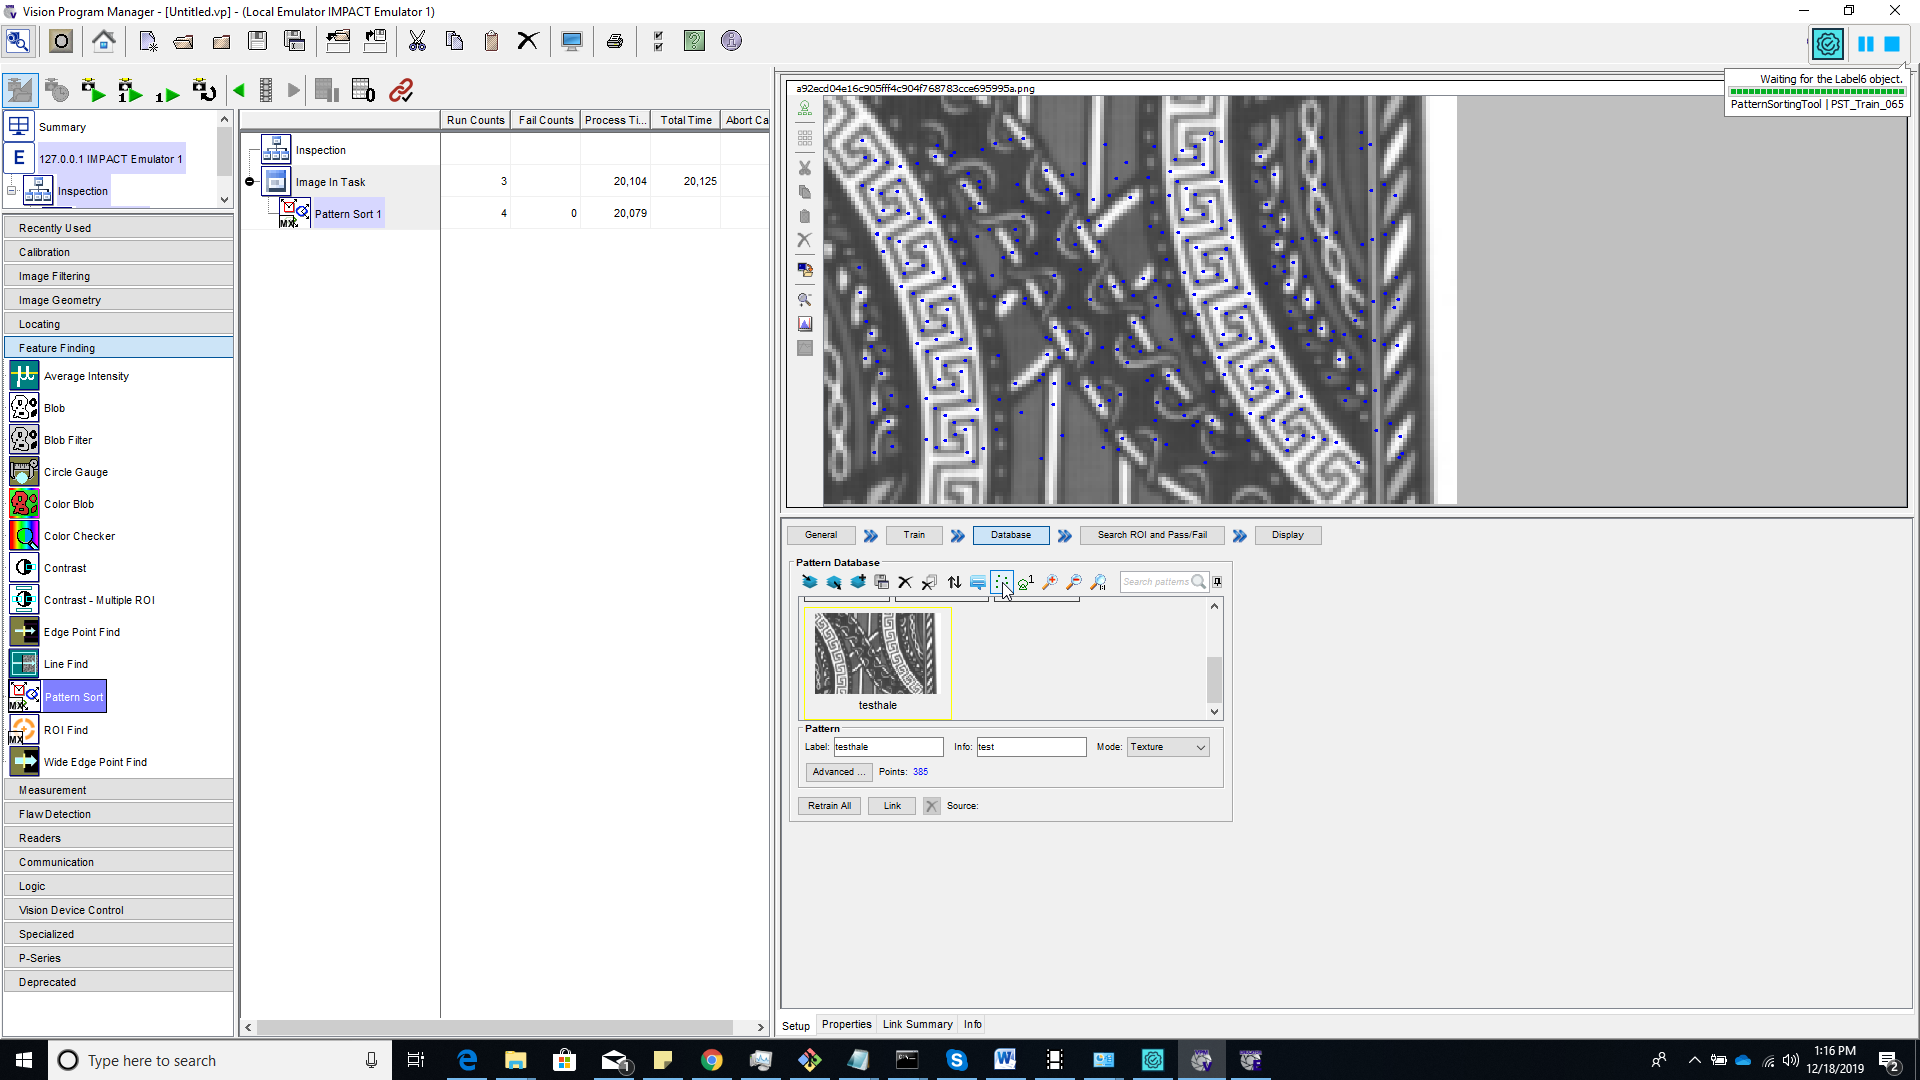 Vision Program Manager - [Untitled.vp] - (Local Emulator IMPACT Emulator 1)
Waiting for the Label6 object.
PatternSortingTool | PST_Train_065
Summary
E 127.0.0.1 IMPACT Emulator 1
Inspection
Recently Used
Calibration
Image Filtering
Image Geometry
Locating
Feature Finding
Average Intensity
Blob
Blob Filter
Circle Gauge
Color Blob
Color Checker
Contrast
Contrast - Multiple ROI
Edge Point Find
Line Find
Pattern Sort
ROI Find
Wide Edge Point Find
Measurement
Flaw Detection
Readers
Communication
Logic
Vision Device Control
Specialized
P-Series
Deprecated
Run Counts Fail Counts Process Ti... Total Time Abort Ca
Inspection
Image In Task 3 20,104 20,125
Pattern Sort 1 4 0 20,079
MX
a92ecd04e16c905fff4c904f768783cce695995a.png
General Train Database Search ROI and Pass/Fail Display
Pattern Database
Search patterns
testhale
Pattern
Label: testhale Info: test Mode: Texture
Advanced ... Points: 385
Retrain All Link Source:
Setup Properties Link Summary Info
Type here to search
1:16 PM
12/18/2019